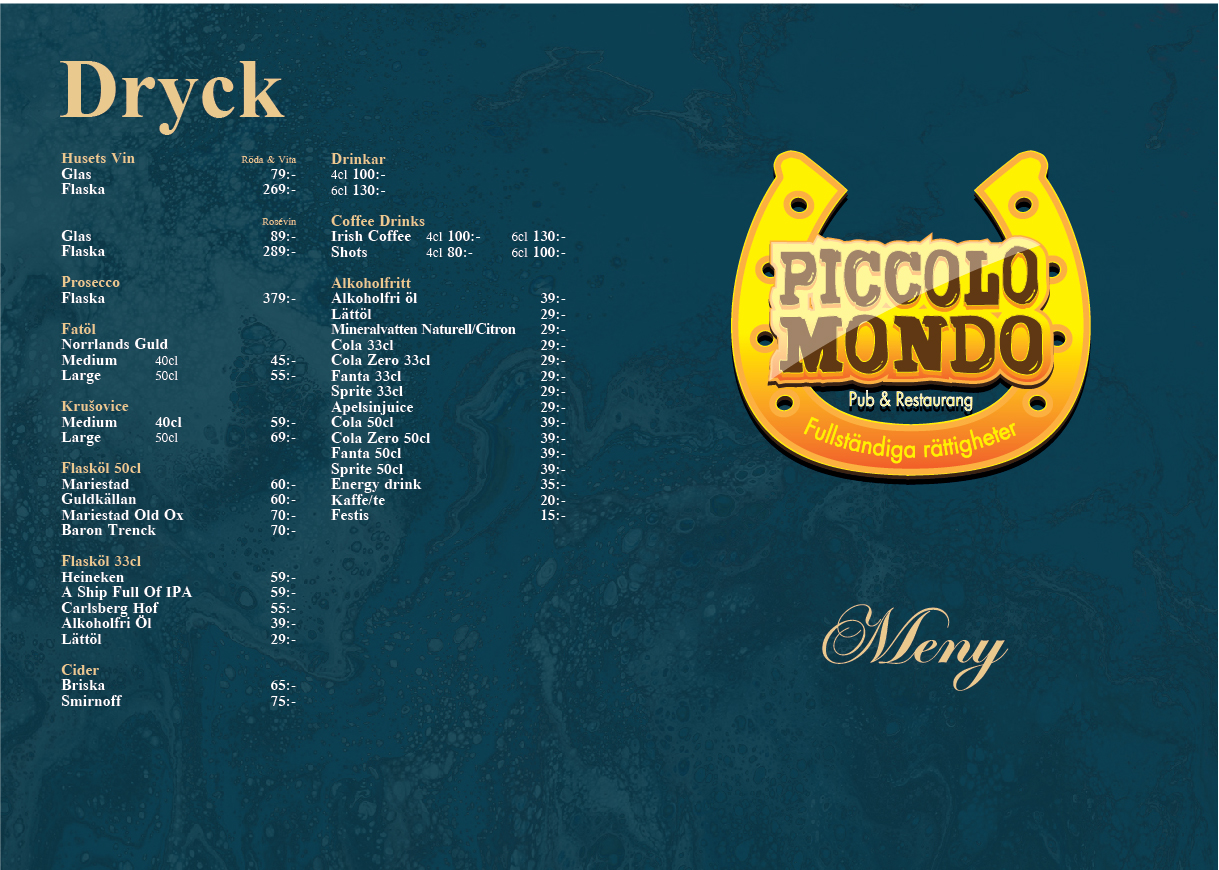 Dryck
Husets Vin Röda & Vita
Glas 79:-
Flaska 269:-
Rosévin
Glas 89:-
Flaska 289:-
Prosecco
Flaska 379:-
Fatöl
Norrlands Guld
Medium 40cl 45:-
Large 50cl 55:-
Krušovice
Medium 40cl 59:-
Large 50cl 69:-
Flasköl 50cl
Mariestad 60:-
Guldkällan 60:-
Mariestad Old Ox 70:-
Baron Trenck 70:-
Flasköl 33cl
Heineken 59:-
A Ship Full Of IPA 59:-
Carlsberg Hof 55:-
Alkoholfri Öl 39:-
Lättöl 29:-
Cider
Briska 65:-
Smirnoff 75:-
Drinkar
4cl 100:-
6cl 130:-
Coffee Drinks
Irish Coffee 4cl 100:- 6cl 130:-
Shots 4cl 80:- 6cl 100:-
Alkoholfritt
Alkoholfri öl 39:-
Lättöl 29:-
Mineralvatten Naturell/Citron 29:-
Cola 33cl 29:-
Cola Zero 33cl 29:-
Fanta 33cl 29:-
Sprite 33cl 29:-
Apelsinjuice 29:-
Cola 50cl 39:-
Cola Zero 50cl 39:-
Fanta 50cl 39:-
Sprite 50cl 39:-
Energy drink 35:-
Kaffe/te 20:-
Festis 15:-
PICCOLO
MONDO
Pub & Restaurang
Fullständiga rättigheter
Meny